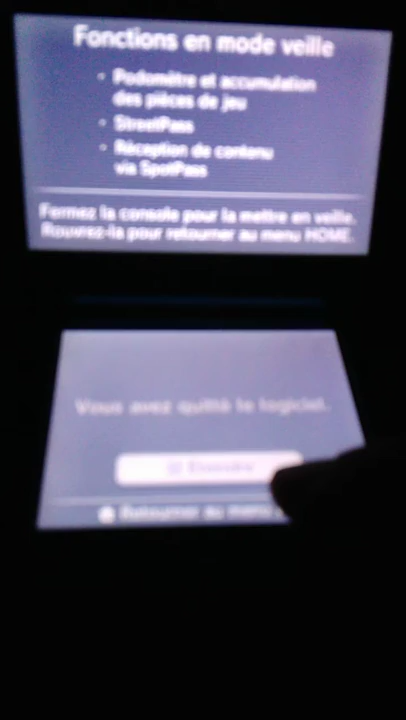 Fonctions en mode veille
· Podomètre et accumulation
des pièces de jeu
· StreetPass
· Réception de contenu
via SpotPass
Fermez la console pour la mettre en veille.
Rouvrez-la pour retourner au menu HOME.
Vous avez quitté le logiciel.
Retourner au menu